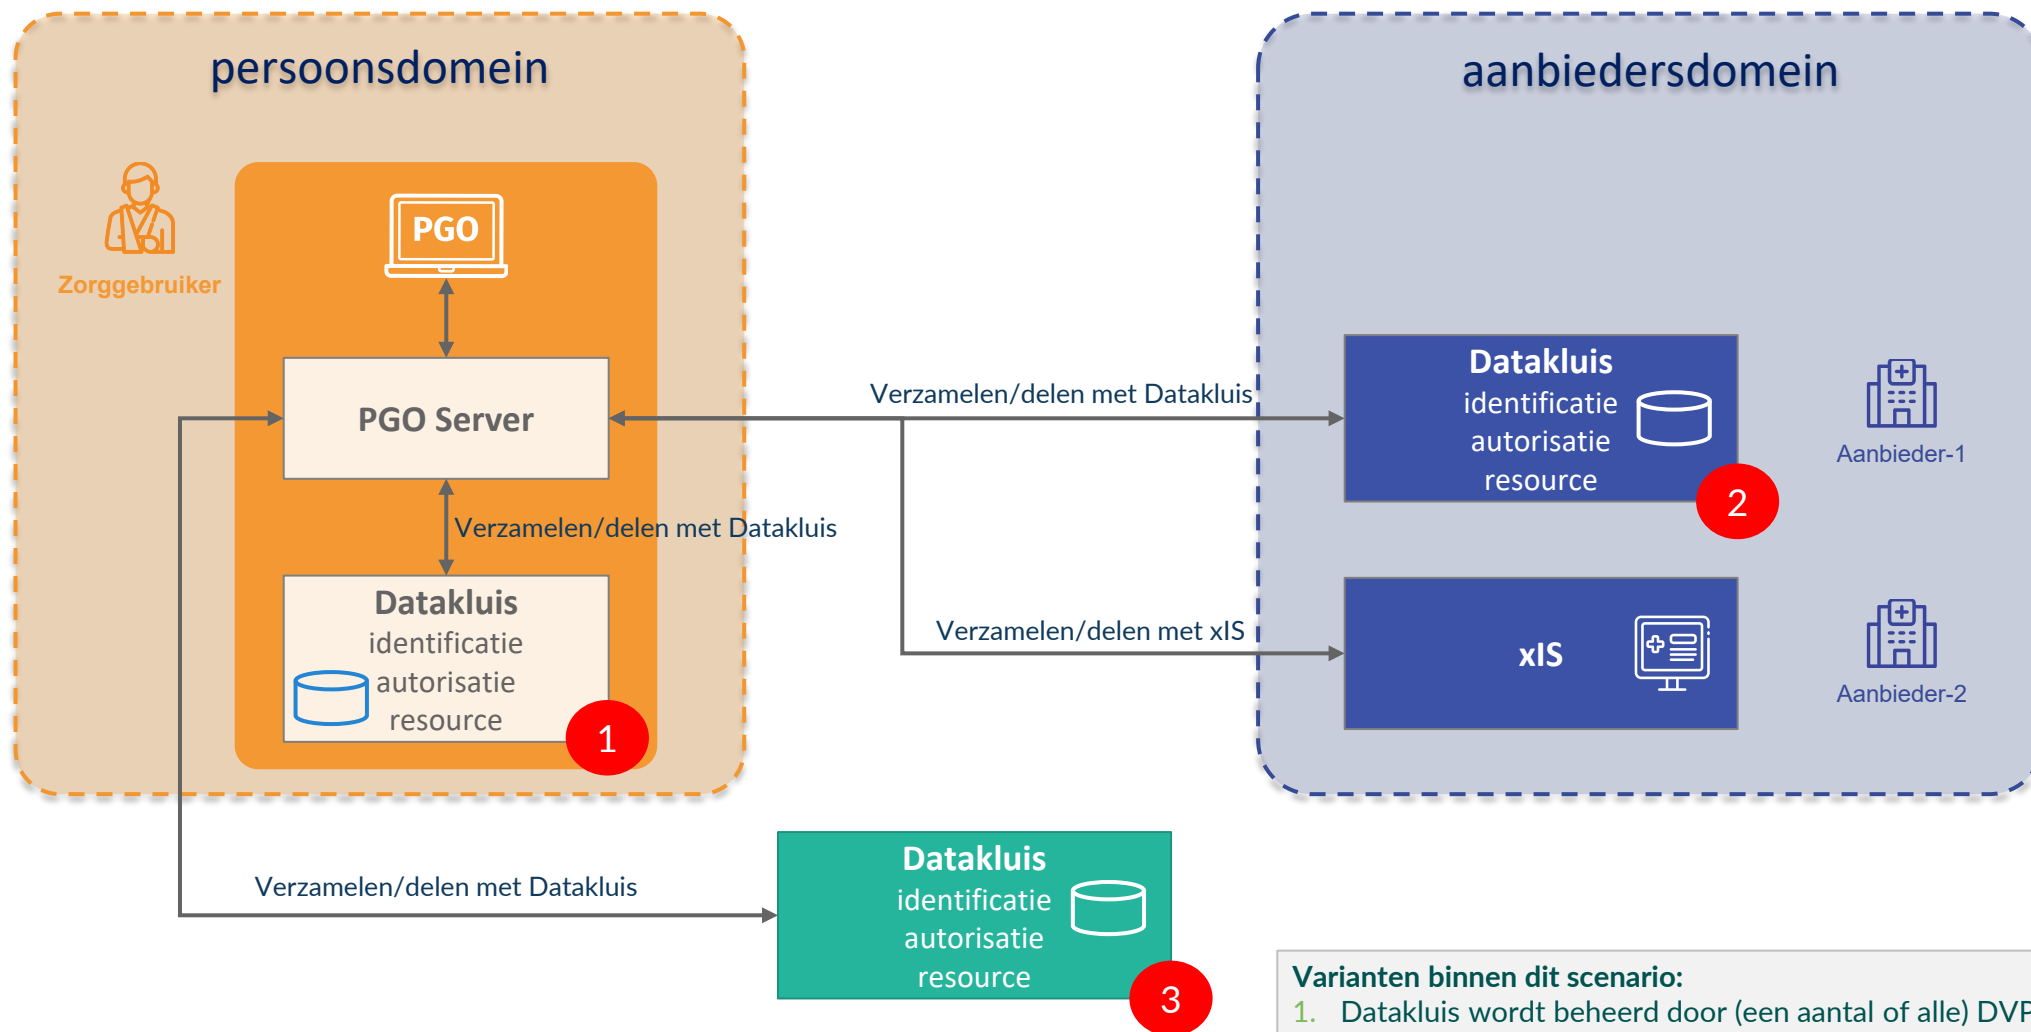 persoonsdomein
aanbiedersdomein
Zorggebruiker
PGO
PGO Server
Verzamelen/delen met Datakluis
Verzamelen/delen met Datakluis
Datakluis
identificatie
autorisatie
resource
1
Datakluis
identificatie
autorisatie
resource
2
Aanbieder-1
Verzamelen/delen met xIS
xIS
Aanbieder-2
Verzamelen/delen met Datakluis
Datakluis
identificatie
autorisatie
resource
3
Varianten binnen dit scenario:
1. Datakluis wordt beheerd door (een aantal of alle) DVP